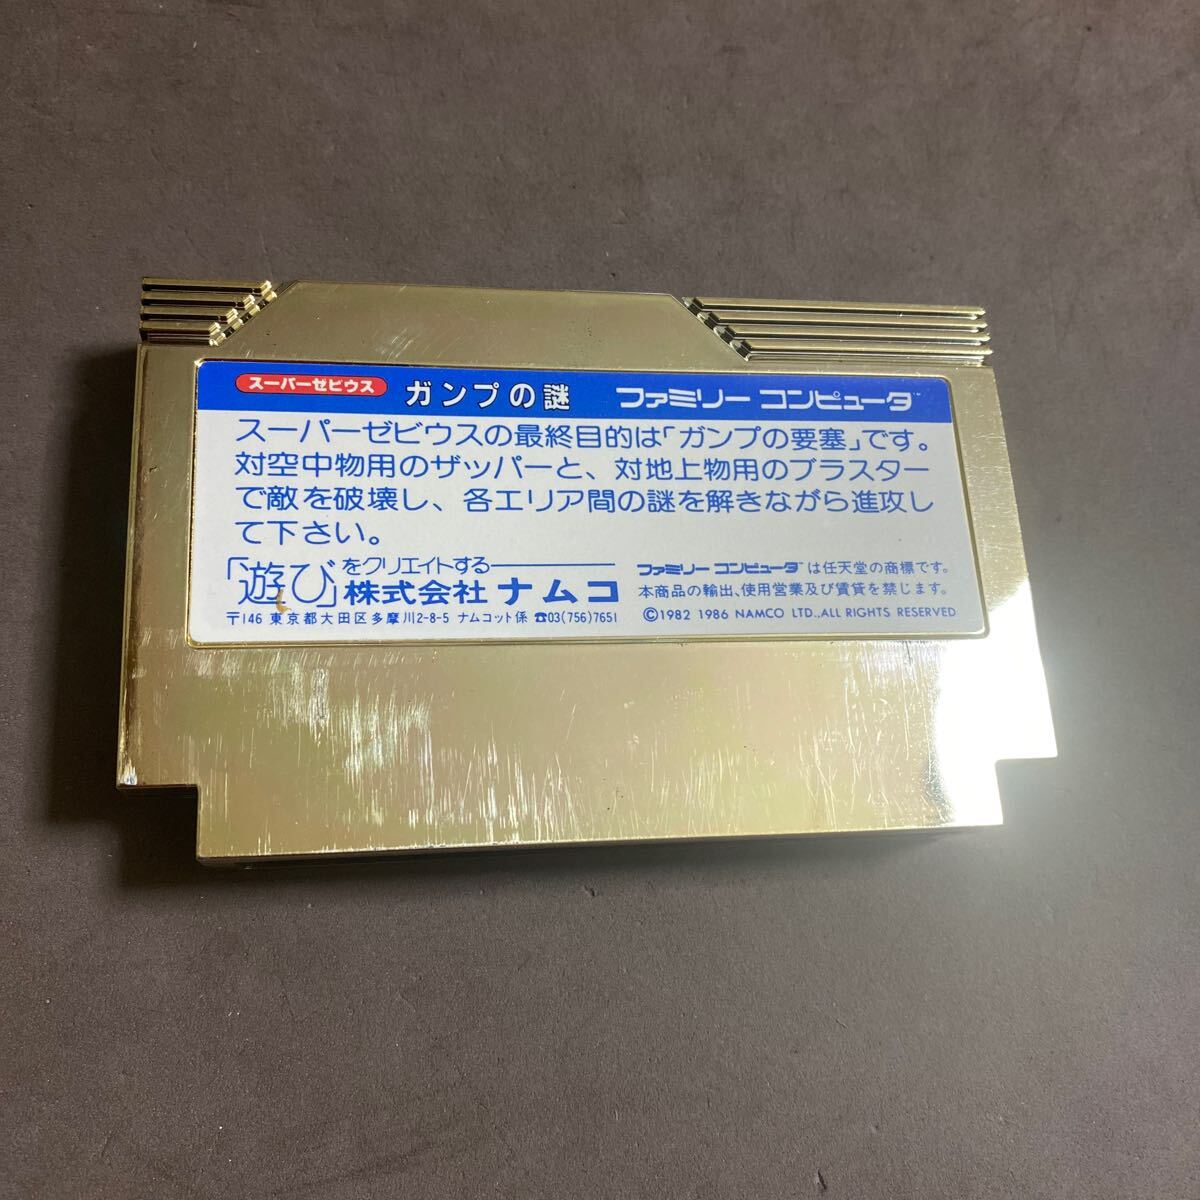 スーパーゼビウス ガンプの謎 ファミリー コンピュータ™
スーパーゼビウスの最終目的は「ガンプの要塞」です。
対空中物用のザッパーと、対地上物用のブラスター
で敵を破壊し、各エリア間の謎を解きながら進攻し
て下さい。
「遊び」をクリエイトする
株式会社 ナムコ
〒146 東京都大田区多摩川2-8-5 ナムコット係 ☎03(756)7651
ファミリー コンピュータ™は任天堂の商標です。
本商品の輸出、使用営業及び賃貸を禁じます。
©1982 1986 NAMCO LTD.,ALL RIGHTS RESERVED